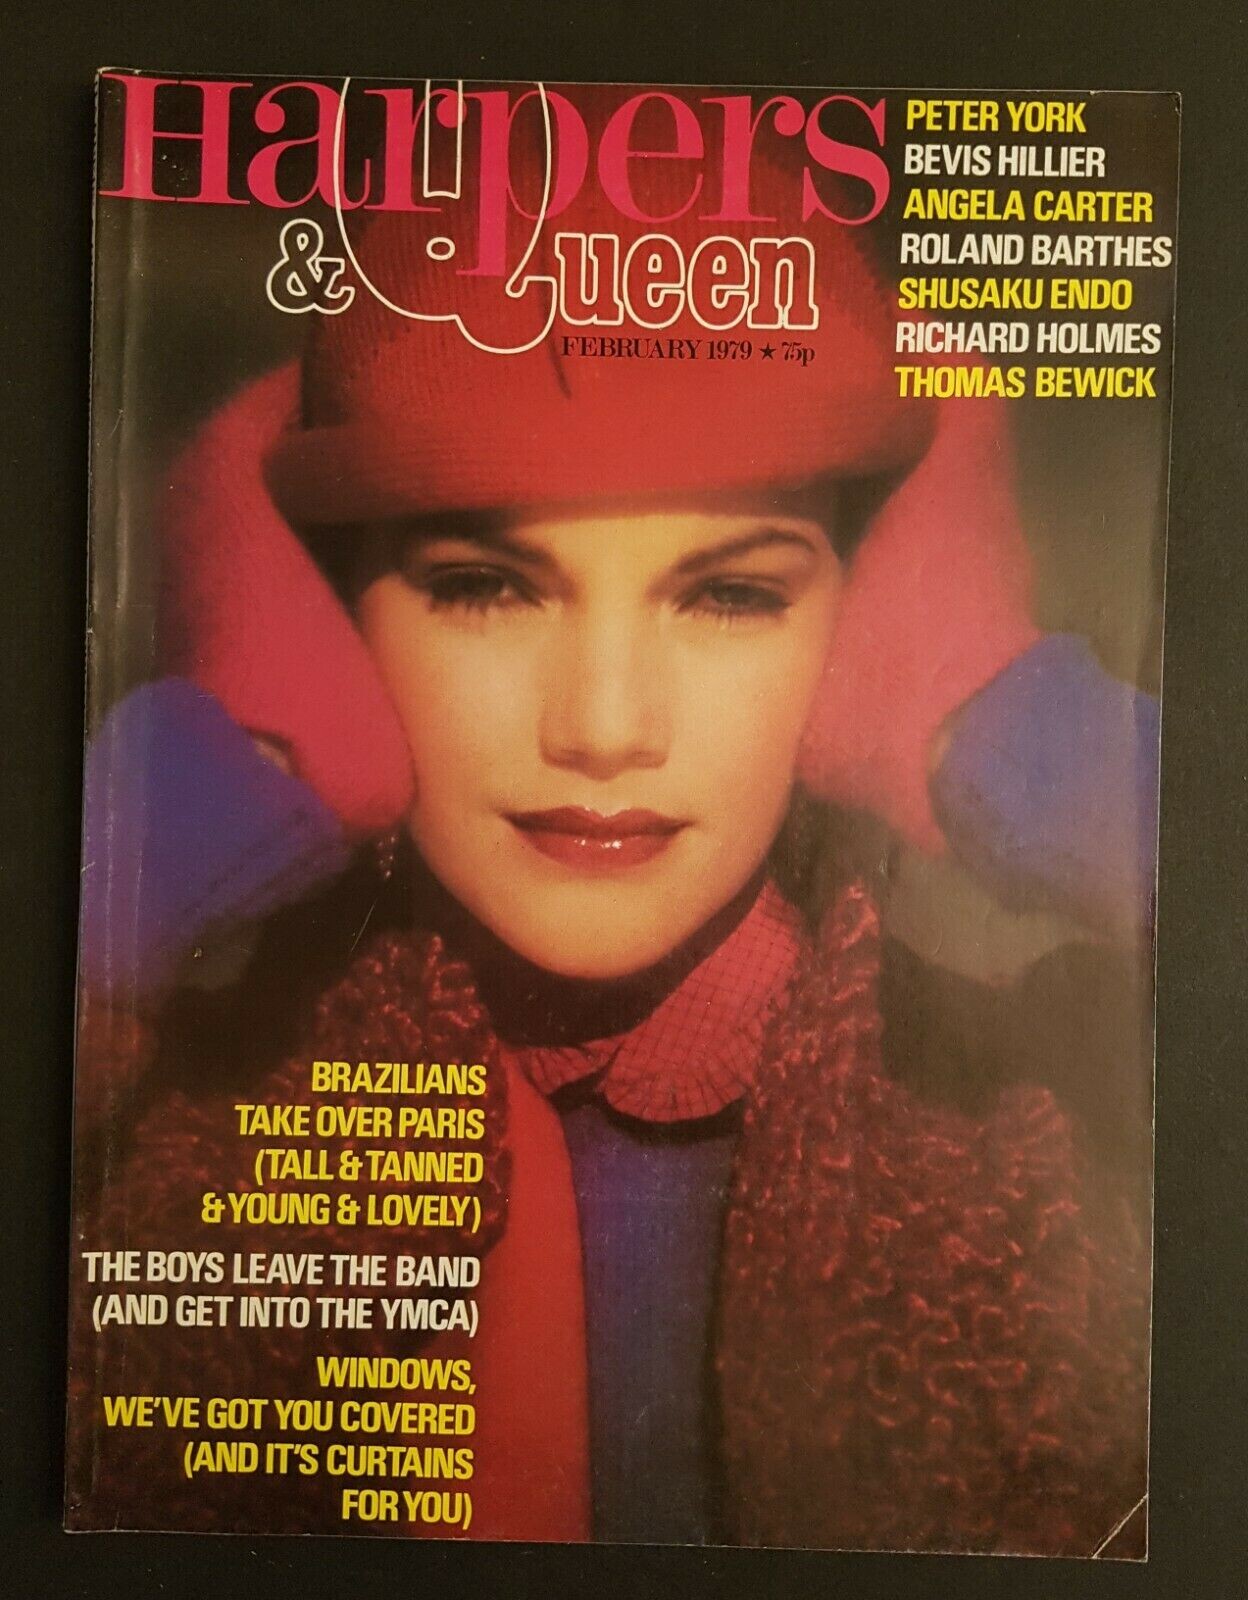 Harpers
& Queen
FEBRUARY 1979 ★ 75p
PETER YORK
BEVIS HILLIER
ANGELA CARTER
ROLAND BARTHES
SHUSAKU ENDO
RICHARD HOLMES
THOMAS BEWICK
BRAZILIANS
TAKE OVER PARIS
(TALL & TANNED
& YOUNG & LOVELY)
THE BOYS LEAVE THE BAND
(AND GET INTO THE YMCA)
WINDOWS,
WE'VE GOT YOU COVERED
(AND IT'S CURTAINS
FOR YOU)